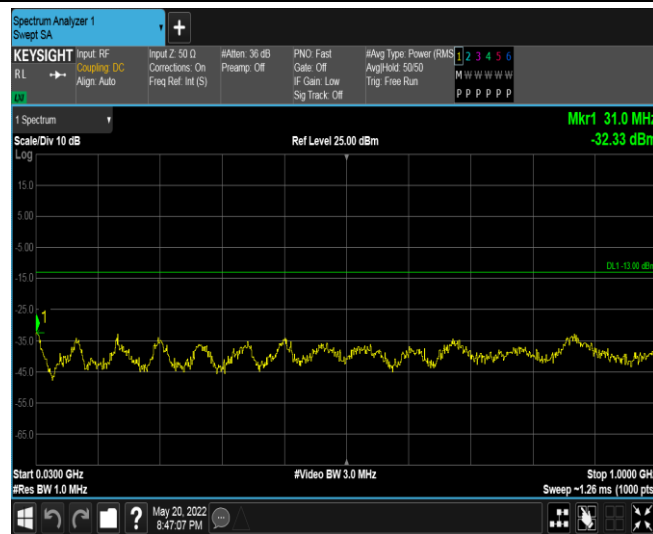 Spectrum Analyzer 1
Swept SA
+
KEYSIGHT Input: RF Input Z: 50 Ω #Atten: 36 dB PNO: Fast #Avg Type: Power (RMS 1 2 3 4 5 6
RL Coupling: DC Corrections: On Preamp: Off Gate: Off Avg|Hold: 50/50 M W W W W W
Align: Auto Freq Ref: Int (S) IF Gain: Low Trig: Free Run
Sig Track: Off P P P P P P
1 Spectrum Mkr1 31.0 MHz
Scale/Div 10 dB Ref Level 25.00 dBm -32.33 dBm
Log
15.0
5.00
-5.00
DL1 -13.00 dBm
-15.0
-25.0
1
-35.0
-45.0
-55.0
-65.0
Start 0.0300 GHz #Video BW 3.0 MHz Stop 1.0000 GHz
#Res BW 1.0 MHz Sweep ~1.26 ms (1000 pts
? May 20, 2022
8:47:07 PM